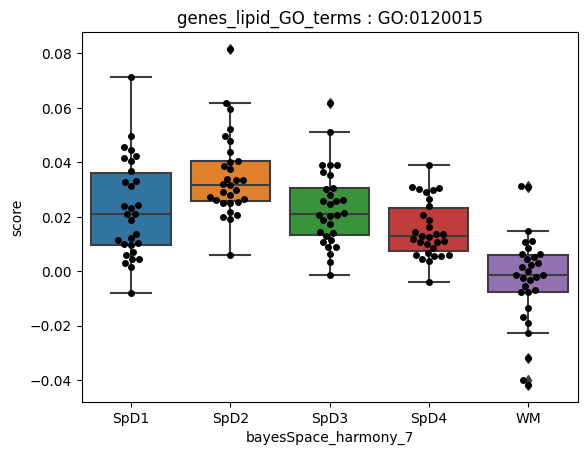 genes_lipid_GO_terms : GO:0120015
0.08
0.06
0.04
0.02
0.00
−0.02
−0.04
score
SpD1 SpD2 SpD3 SpD4 WM
bayesSpace_harmony_7